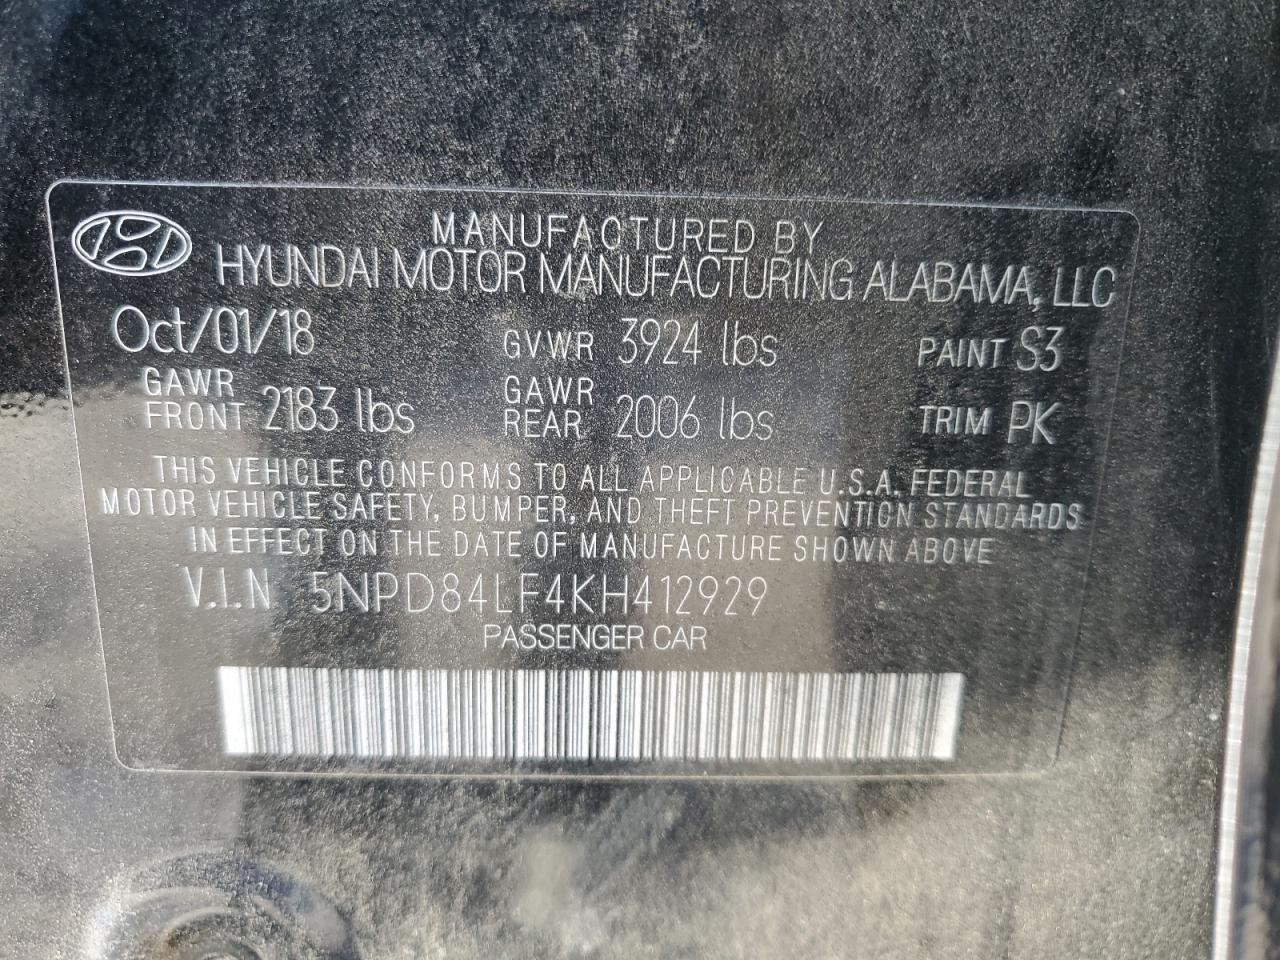 MANUFACTURED BY
HYUNDAI MOTOR MANUFACTURING ALABAMA, LLC
Oct/01/18 GVWR 3924 lbs PAINT S3
GAWR FRONT 2183 lbs GAWR REAR 2006 lbs TRIM PK
THIS VEHICLE CONFORMS TO ALL APPLICABLE U.S.A. FEDERAL
MOTOR VEHICLE SAFETY, BUMPER, AND THEFT PREVENTION STANDARDS
IN EFFECT ON THE DATE OF MANUFACTURE SHOWN ABOVE
V.I.N 5NPD84LF4KH412929
PASSENGER CAR